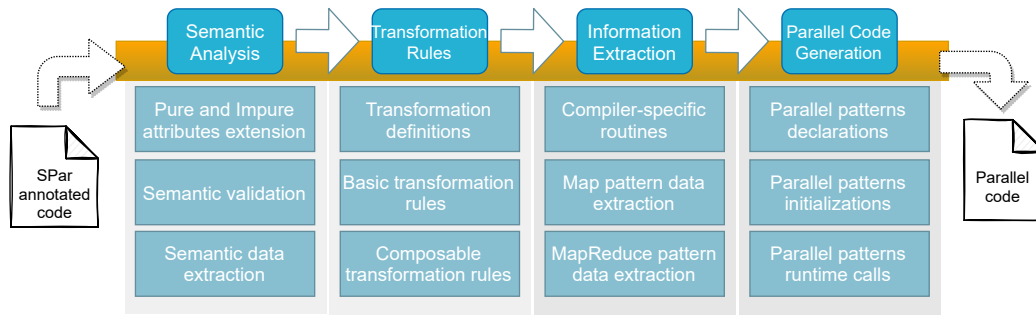 Semantic
Analysis
Transformation
Rules
Information
Extraction
Parallel Code
Generation
SPar
annotated
code
Pure and Impure
attributes extension
Semantic validation
Semantic data
extraction
Transformation
definitions
Basic transformation
rules
Composable
transformation rules
Compiler-specific
routines
Map pattern data
extraction
MapReduce pattern
data extraction
Parallel patterns
declarations
Parallel patterns
initializations
Parallel patterns
runtime calls
Parallel
code